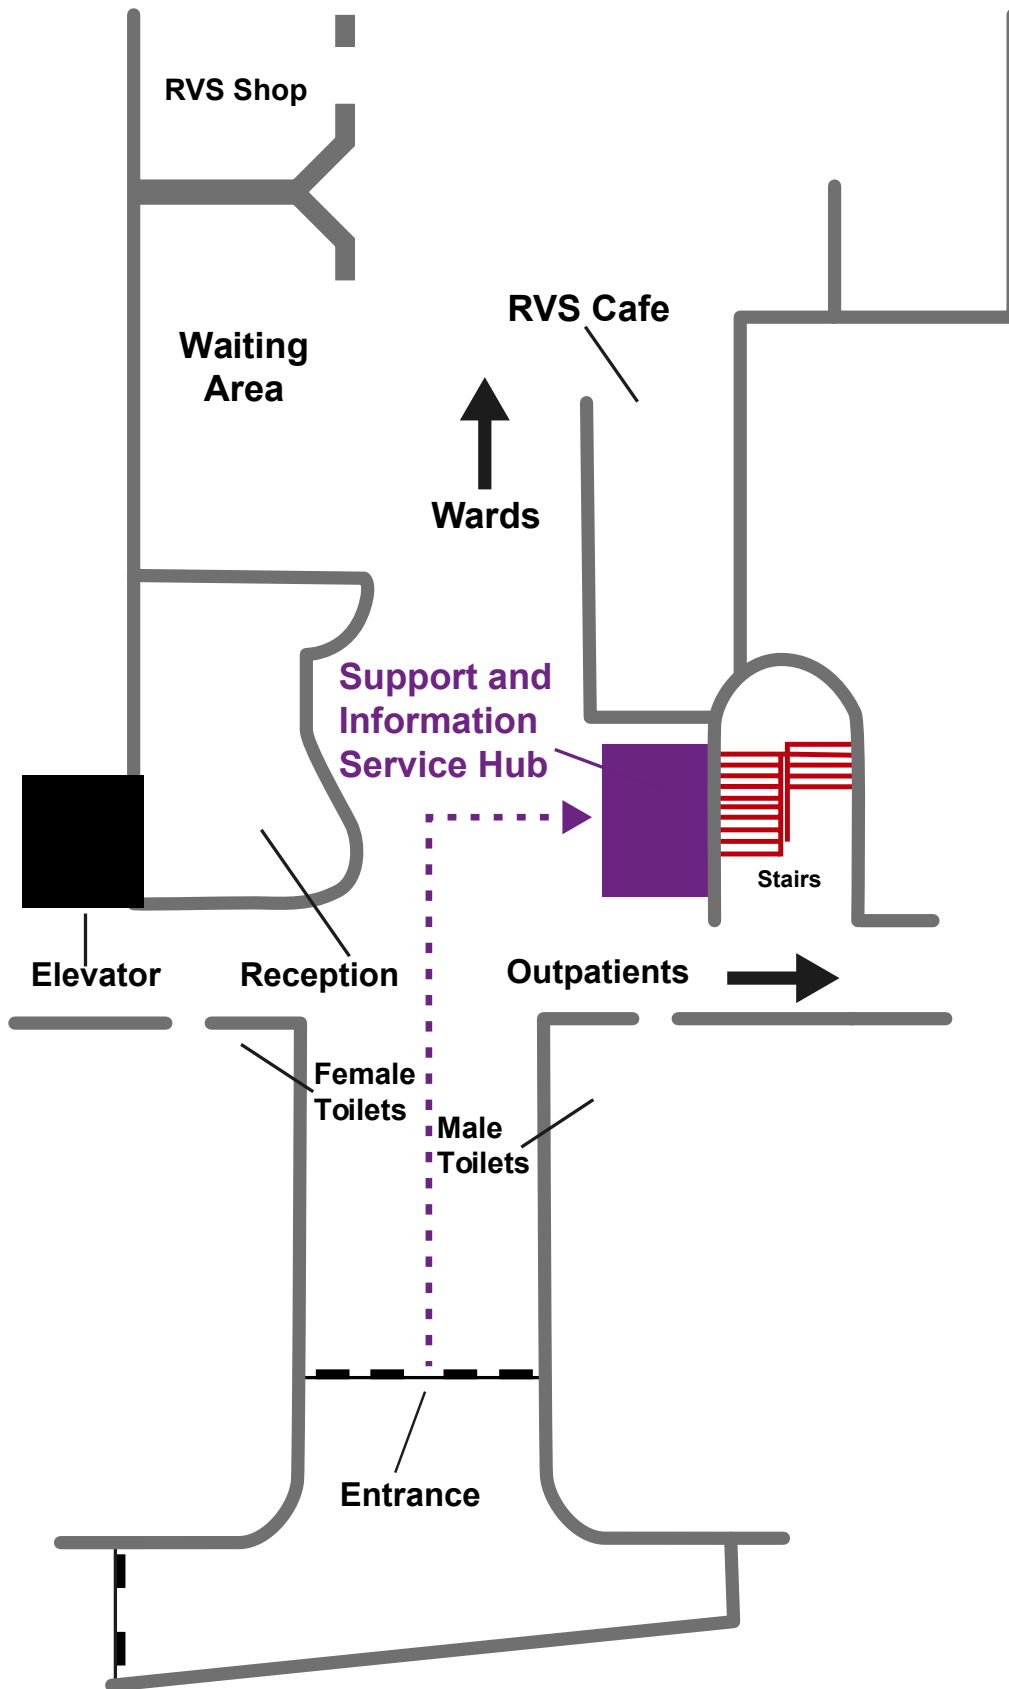 RVS Shop
RVS Cafe
Waiting
Area
Wards
Support and
Information
Service Hub
Stairs
Elevator
Reception
Outpatients
Female
Toilets
Male
Toilets
Entrance